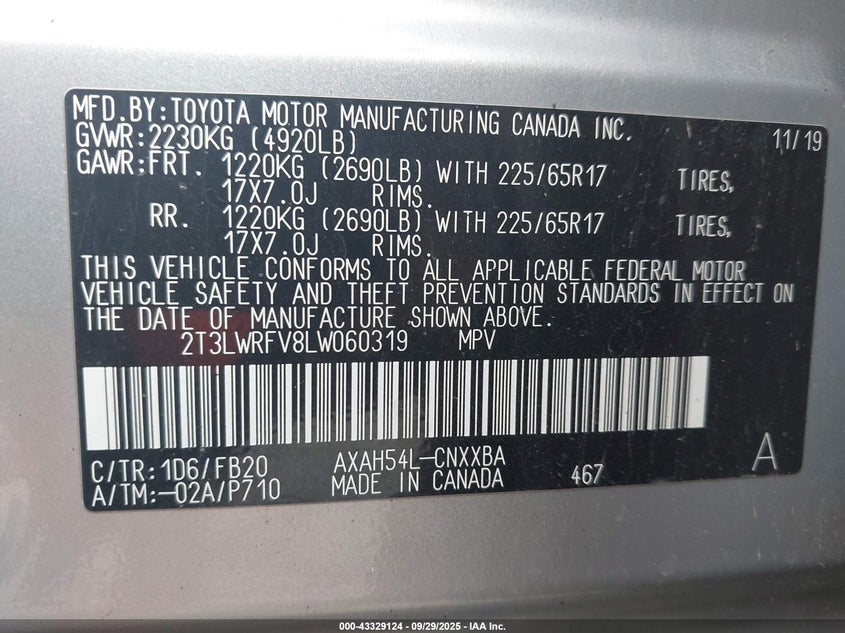 MFD.BY:TOYOTA MOTOR MANUFACTURING CANADA INC. 11/19
GVWR:2230KG (4920LB)
GAWR:FRT. 1220KG (2690LB) WITH 225/65R17 TIRES,
17X7.0J RIMS.
RR. 1220KG (2690LB) WITH 225/65R17 TIRES,
17X7.0J RIMS.
THIS VEHICLE CONFORMS TO ALL APPLICABLE FEDERAL MOTOR
VEHICLE SAFETY AND THEFT PREVENTION STANDARDS IN EFFECT ON
THE DATE OF MANUFACTURE SHOWN ABOVE.
2T3LWRFV8LW060319 MPV
C/TR:1D6/FB20 AXAH54L-CNXXBA A
A/TM:-02A/P710 MADE IN CANADA 467
000-43329124 - 09/29/2025 - IAA Inc.